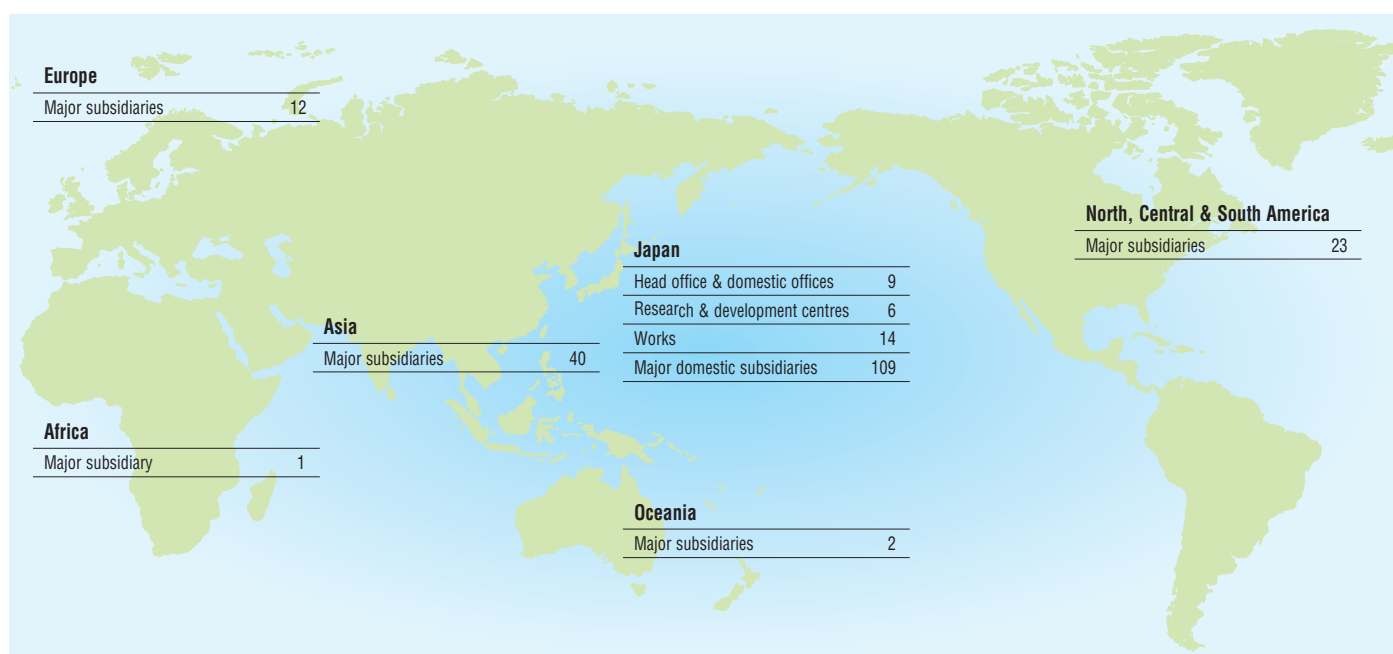 Europe
Major subsidiaries 12
North, Central & South America
Major subsidiaries 23
Japan
Head office & domestic offices 9
Research & development centres 6
Works 14
Major domestic subsidiaries 109
Asia
Major subsidiaries 40
Africa
Major subsidiary 1
Oceania
Major subsidiaries 2